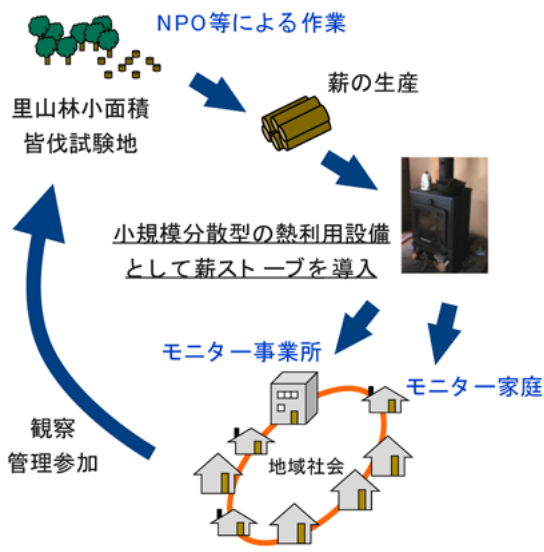 NPO等による作業
里山林小面積
皆伐試験地
薪の生産
小規模分散型の熱利用設備
として薪ストーブを導入
モニター事業所
モニター家庭
地域社会
観察
管理参加